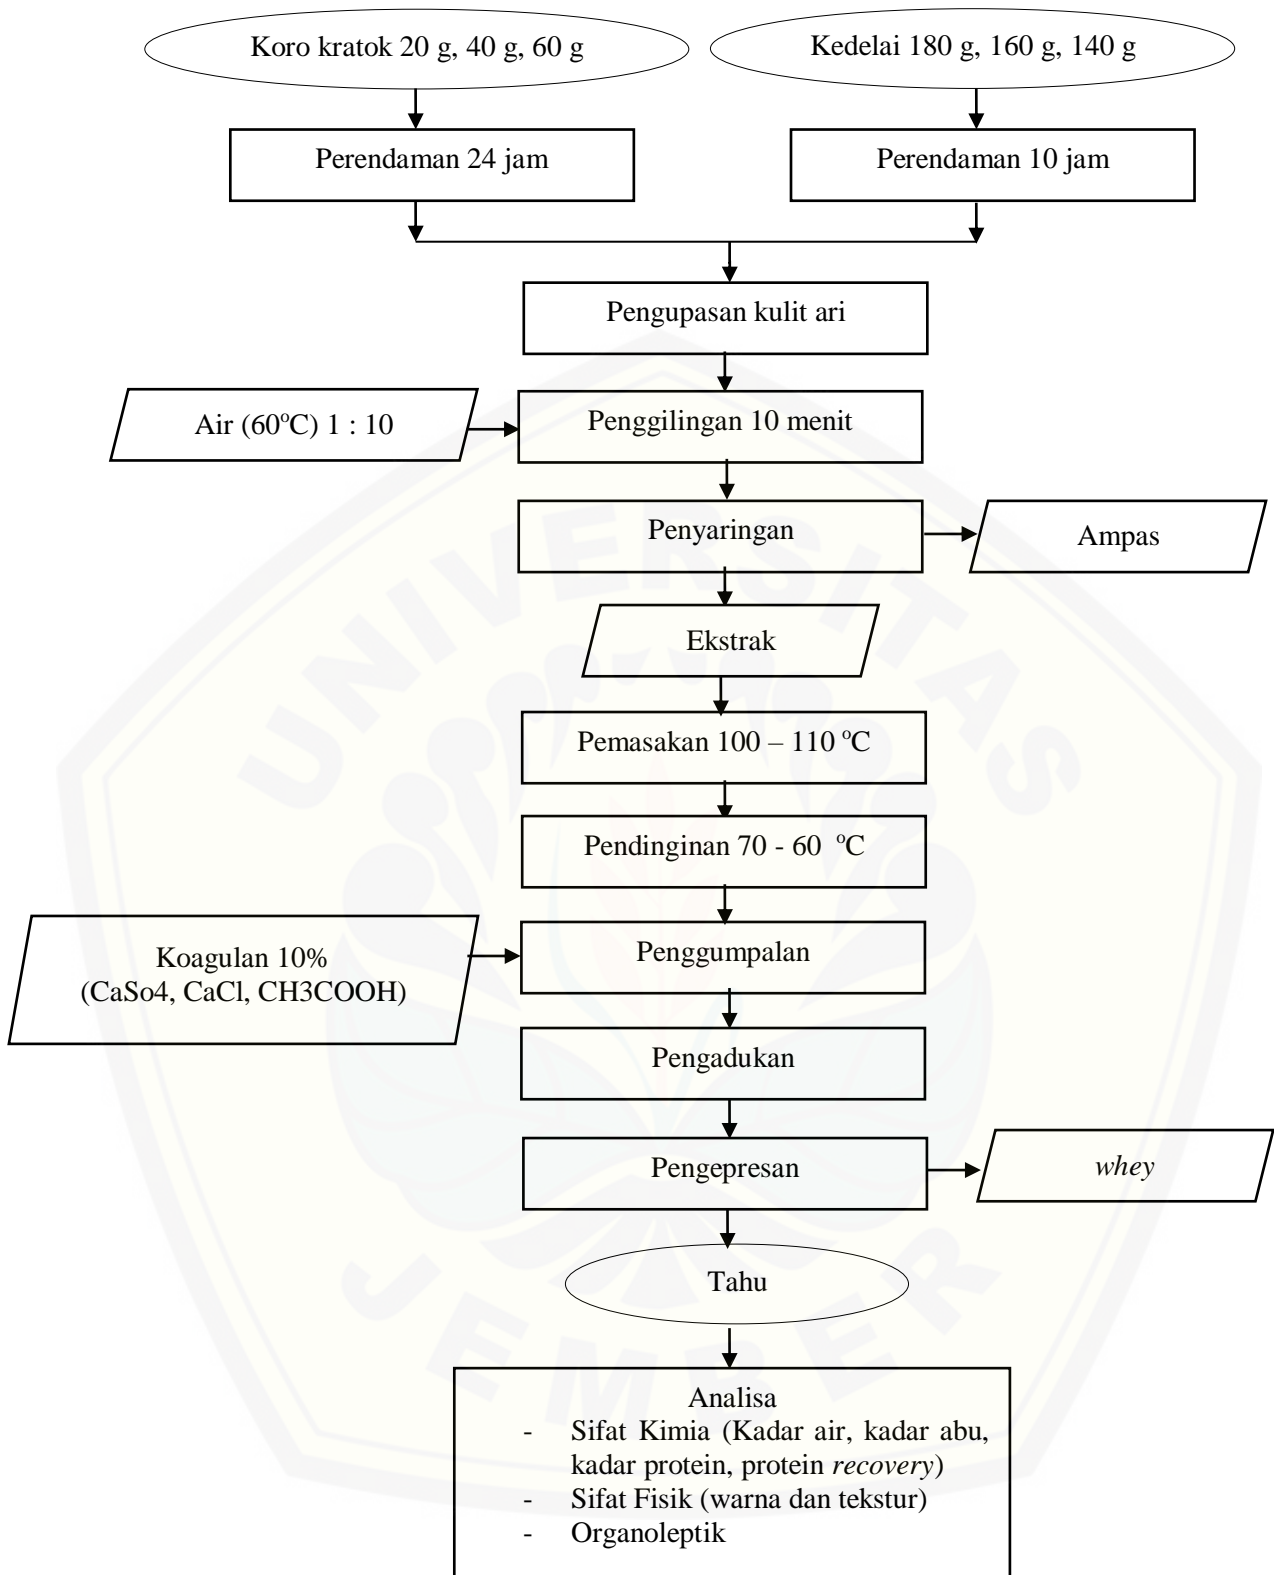 Koro kratok 20 g, 40 g, 60 g
Kedelai 180 g, 160 g, 140 g
Perendaman 24 jam
Perendaman 10 jam
Pengupasan kulit ari
Air (60°C) 1 : 10
Penggilingan 10 menit
Penyaringan
Ampas
Ekstrak
Pemasakan 100 – 110 °C
Pendinginan 70 - 60 °C
Koagulan 10%
(CaSo4, CaCl, CH3COOH)
Penggumpalan
Pengadukan
Pengepresan
whey
Tahu
Analisa
- Sifat Kimia (Kadar air, kadar abu,
kadar protein, protein recovery)
- Sifat Fisik (warna dan tekstur)
- Organoleptik
UNIVERSITAS
JEMBER